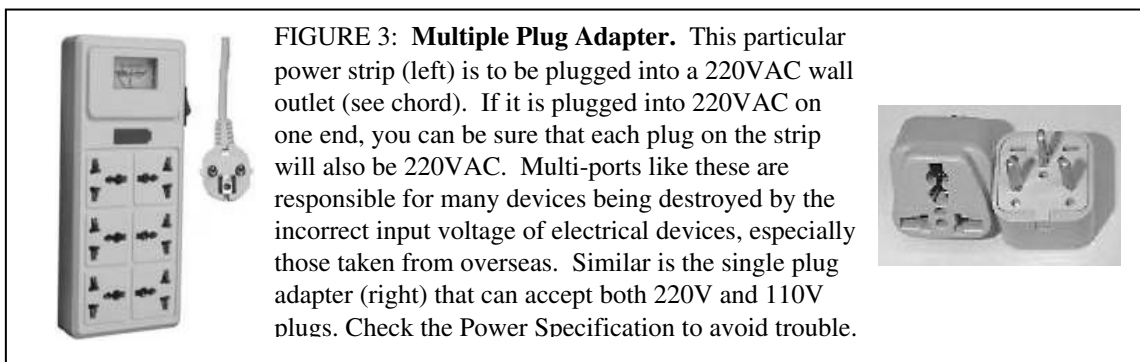 FIGURE 3: Multiple Plug Adapter. This particular
power strip (left) is to be plugged into a 220VAC wall
outlet (see chord). If it is plugged into 220VAC on
one end, you can be sure that each plug on the strip
will also be 220VAC. Multi-ports like these are
responsible for many devices being destroyed by the
incorrect input voltage of electrical devices, especially
those taken from overseas. Similar is the single plug
adapter (right) that can accept both 220V and 110V
plugs. Check the Power Specification to avoid trouble.